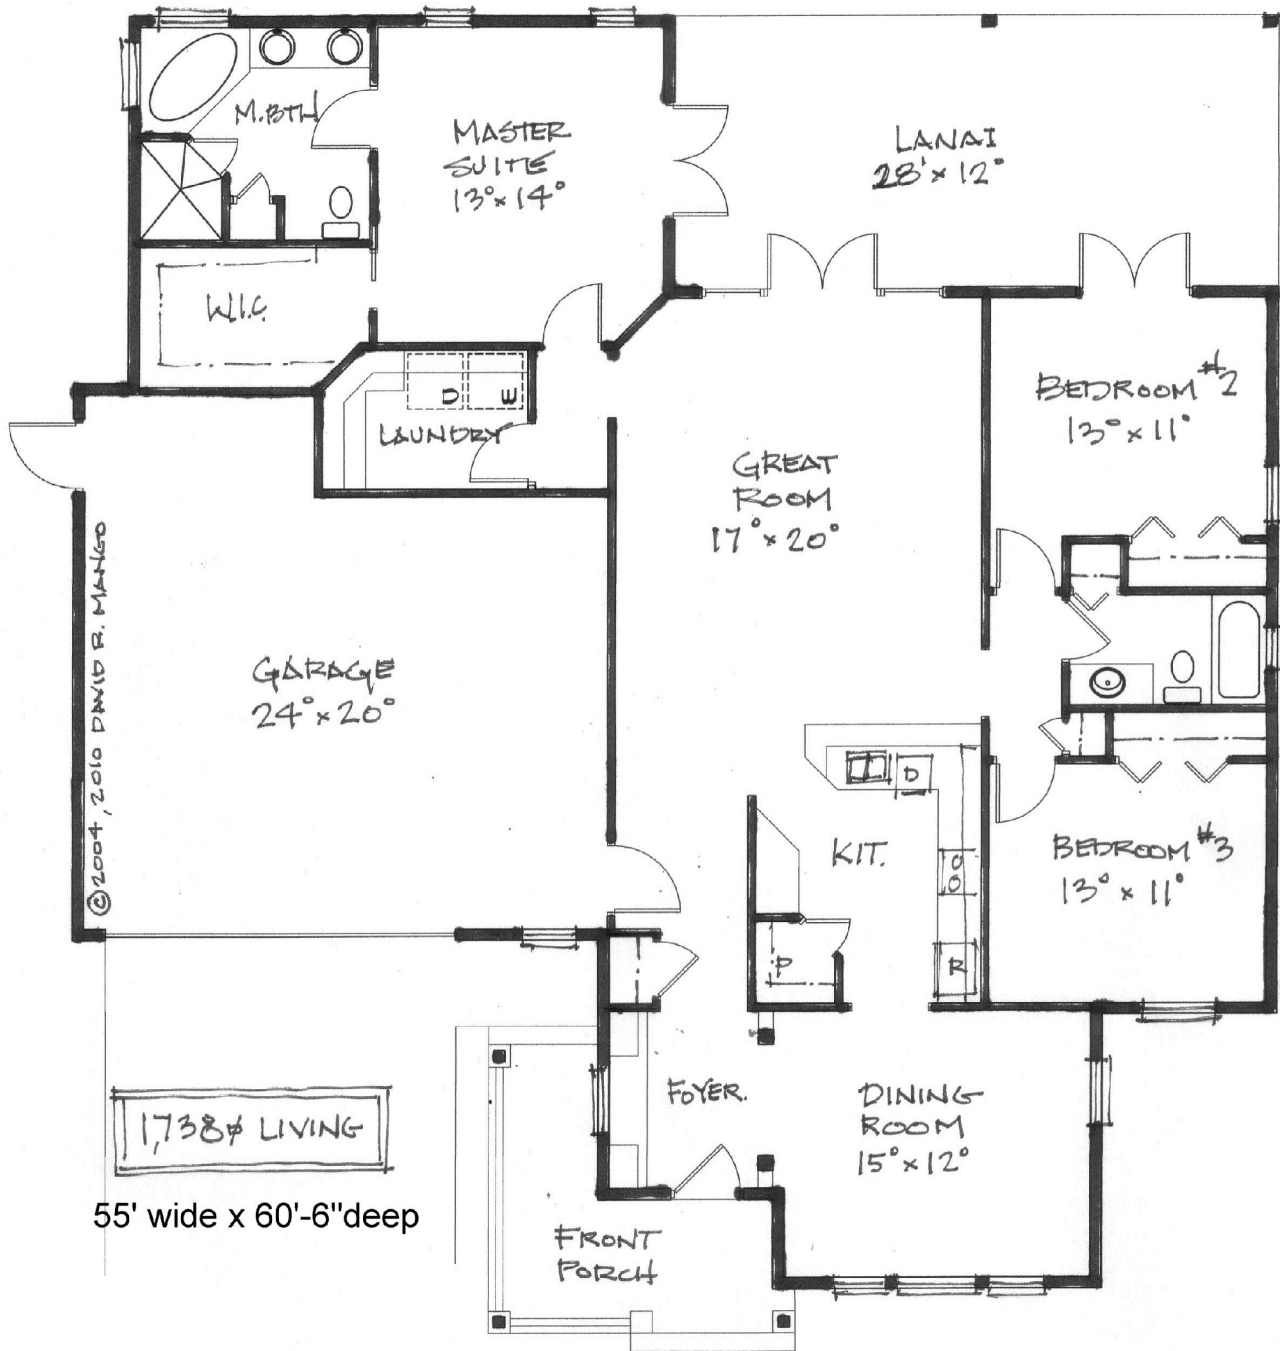 M.BTH
MASTER
SUITE
13°x14°
LANAI
28'x12°
W.I.C.
D W
LAUNDRY
BEDROOM #2
13°x11°
GREAT
ROOM
17°x20°
©2004, 2010 DAVID R. MANGO
GARAGE
24°x20°
D
KIT.
BEDROOM #3
13°x11°
P
R
FOYER.
DINING
ROOM
15°x12°
1,738⌀ LIVING
55' wide x 60'-6"deep
FRONT
PORCH